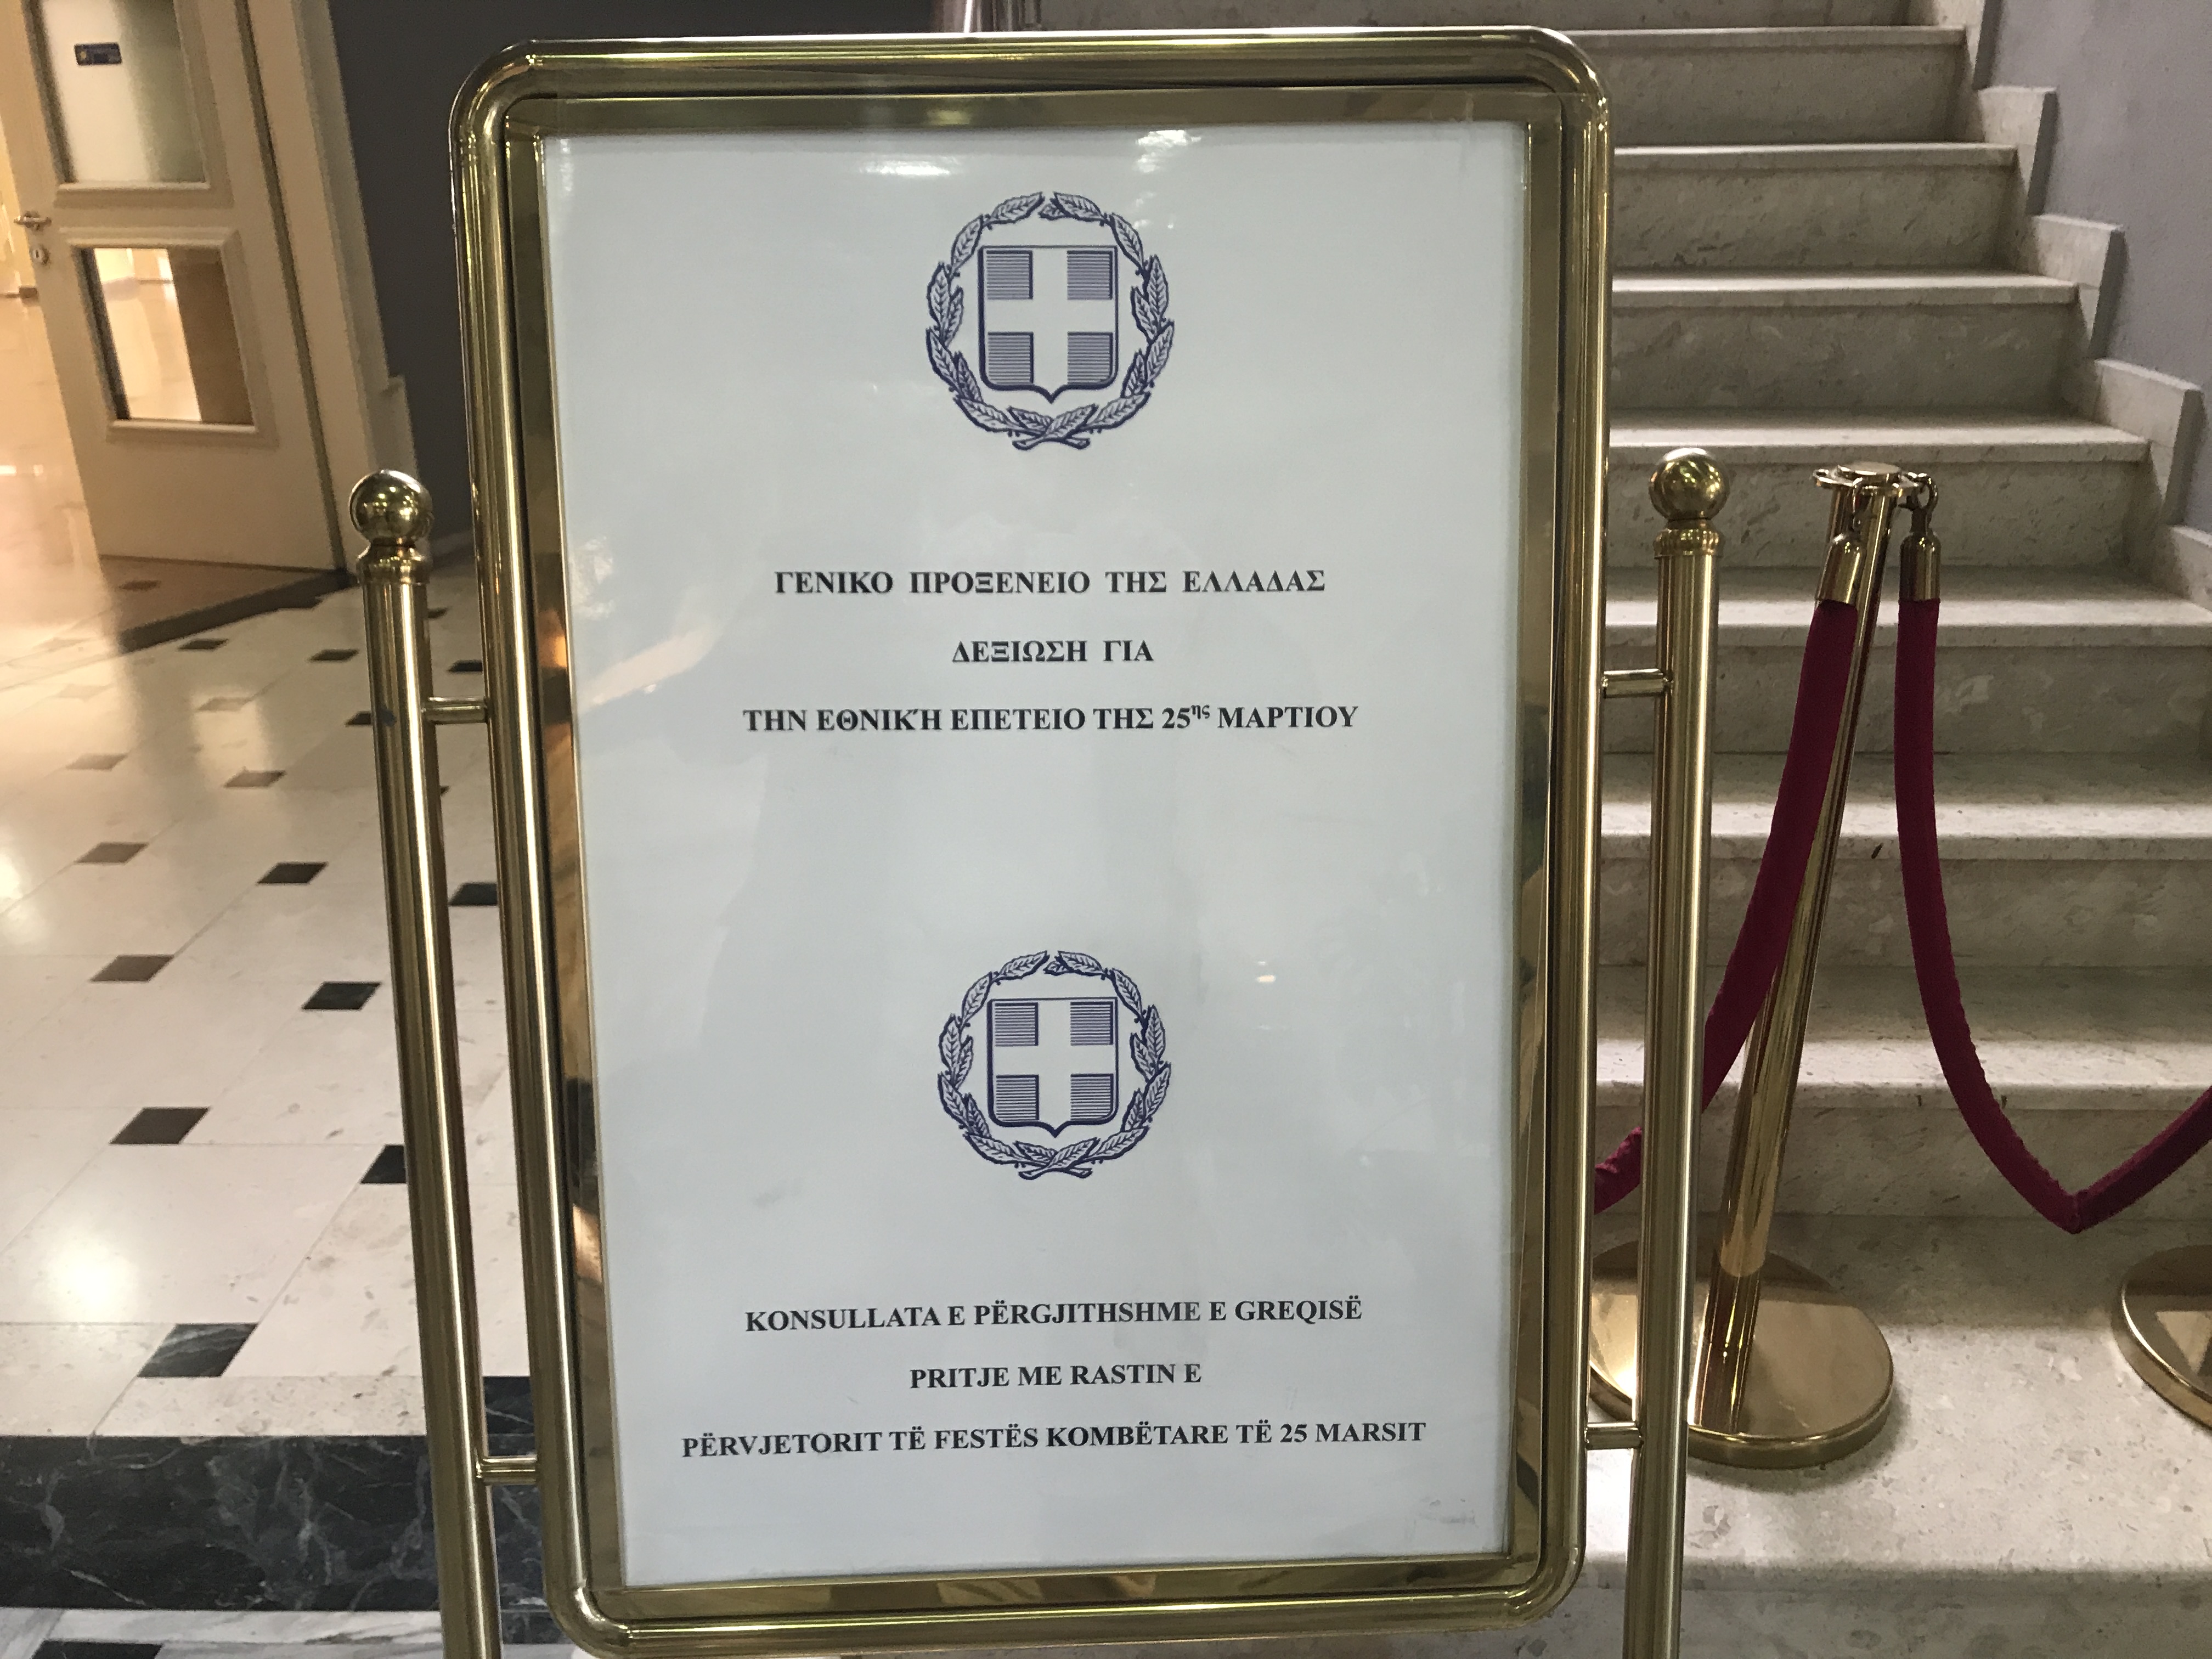 ΓΕΝΙΚΟ ΠΡΟΞΕΝΕΙΟ ΤΗΣ ΕΛΛΑΔΑΣ
ΔΕΞΙΩΣΗ ΓΙΑ
ΤΗΝ ΕΘΝΙΚΉ ΕΠΕΤΕΙΟ ΤΗΣ 25ης ΜΑΡΤΙΟΥ
KONSULLATA E PËRGJITHSHME E GREQISË
PRITJE ME RASTIN E
PËRVJETORIT TË FESTËS KOMBËTARE TË 25 MARSIT